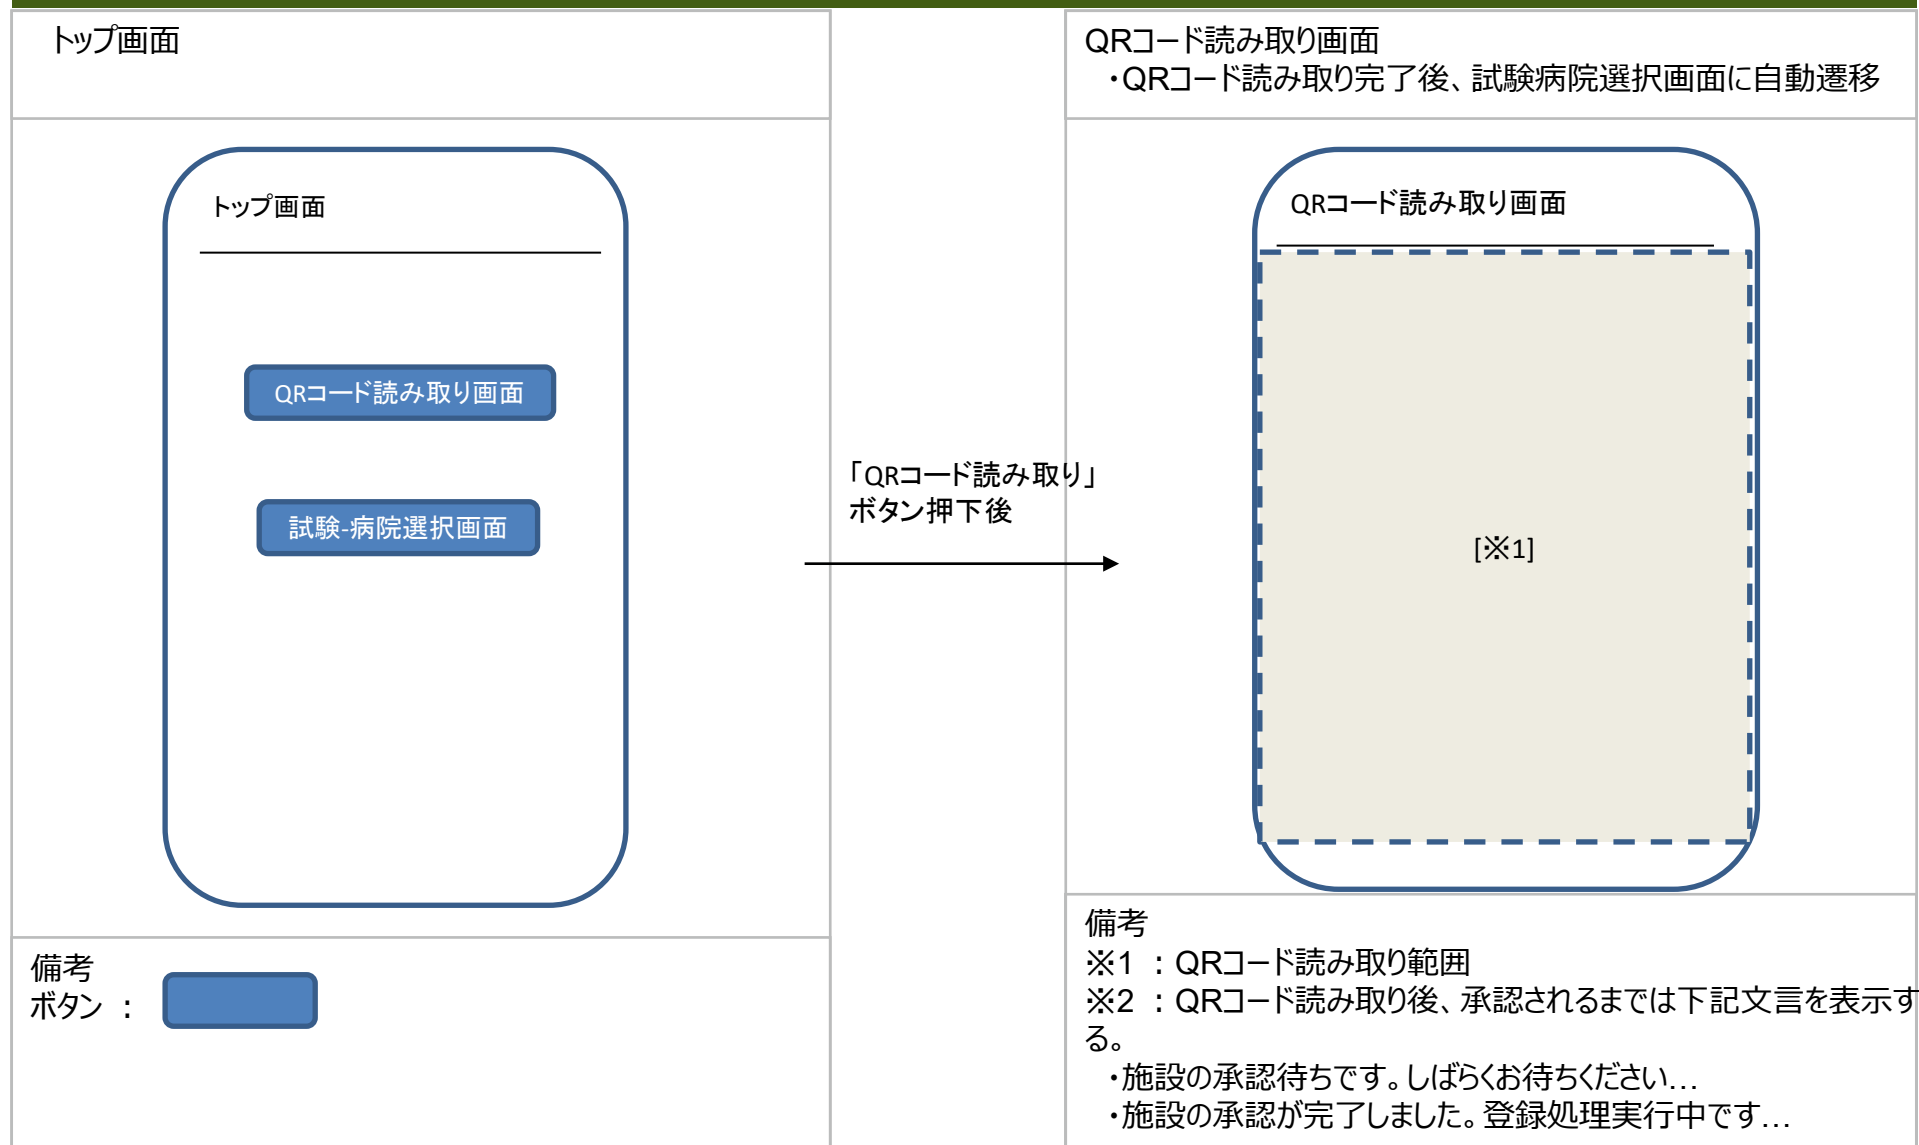 トップ画面
トップ画面
QRコード読み取り画面
試験-病院選択画面
備考
ボタン ：
「QRコード読み取り」
ボタン押下後
QRコード読み取り画面
・QRコード読み取り完了後、試験病院選択画面に自動遷移
QRコード読み取り画面
[※1]
備考
※1 ：QRコード読み取り範囲
※2 ：QRコード読み取り後、承認されるまでは下記文言を表示す
る。
・施設の承認待ちです。しばらくお待ちください…
・施設の承認が完了しました。登録処理実行中です…